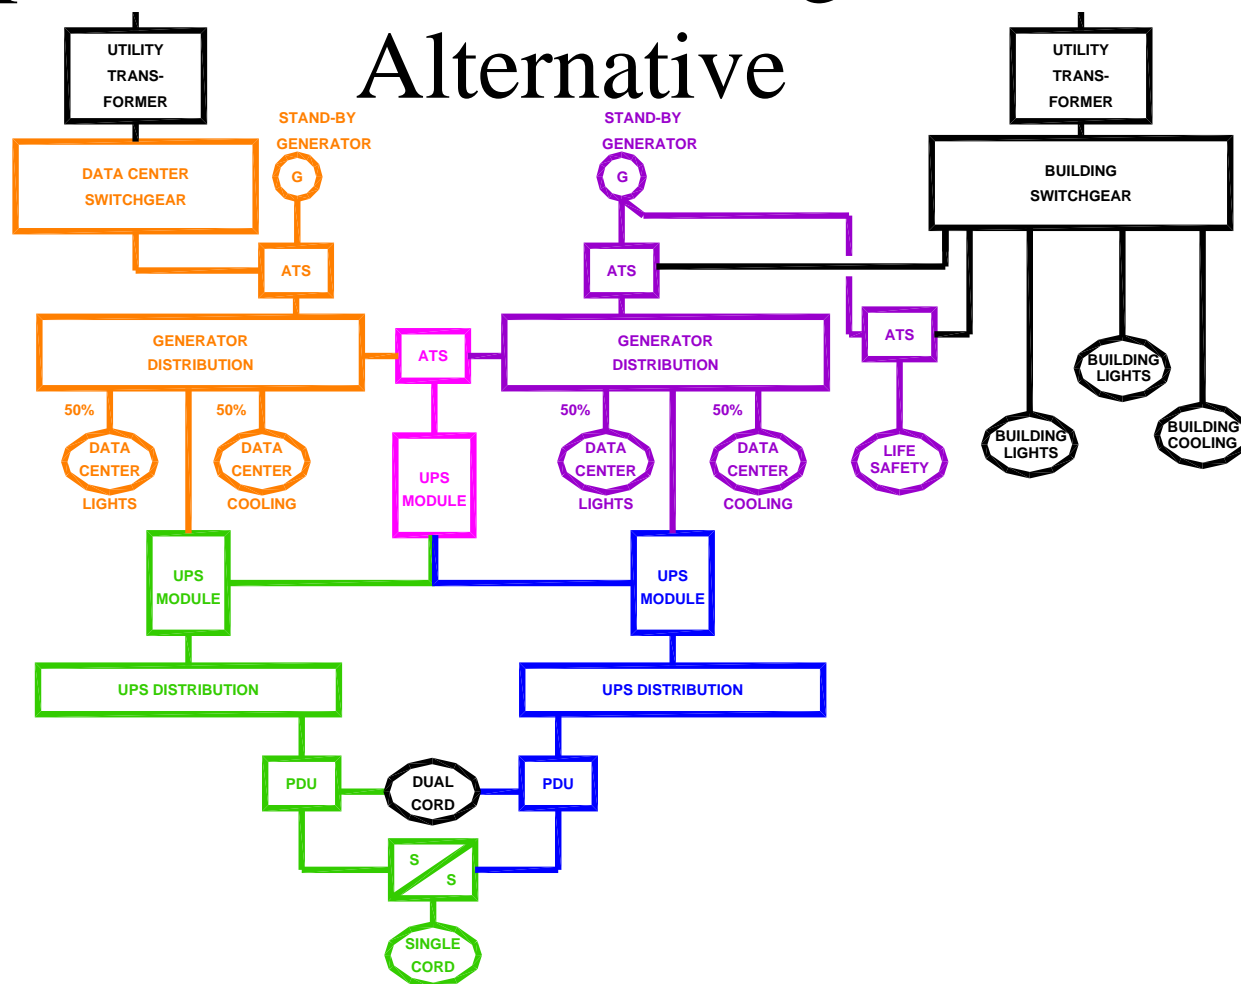 Alternative
UTILITY
TRANS-
FORMER
UTILITY
TRANS-
FORMER
STAND-BY
GENERATOR
G
STAND-BY
GENERATOR
G
DATA CENTER
SWITCHGEAR
BUILDING
SWITCHGEAR
ATS
ATS
GENERATOR
DISTRIBUTION
ATS
GENERATOR
DISTRIBUTION
ATS
50%
DATA
CENTER
LIGHTS
50%
DATA
CENTER
COOLING
UPS
MODULE
50%
DATA
CENTER
LIGHTS
50%
DATA
CENTER
COOLING
LIFE
SAFETY
BUILDING
LIGHTS
BUILDING
LIGHTS
BUILDING
COOLING
UPS
MODULE
UPS
MODULE
UPS DISTRIBUTION
UPS DISTRIBUTION
PDU
DUAL
CORD
PDU
S
S
SINGLE
CORD